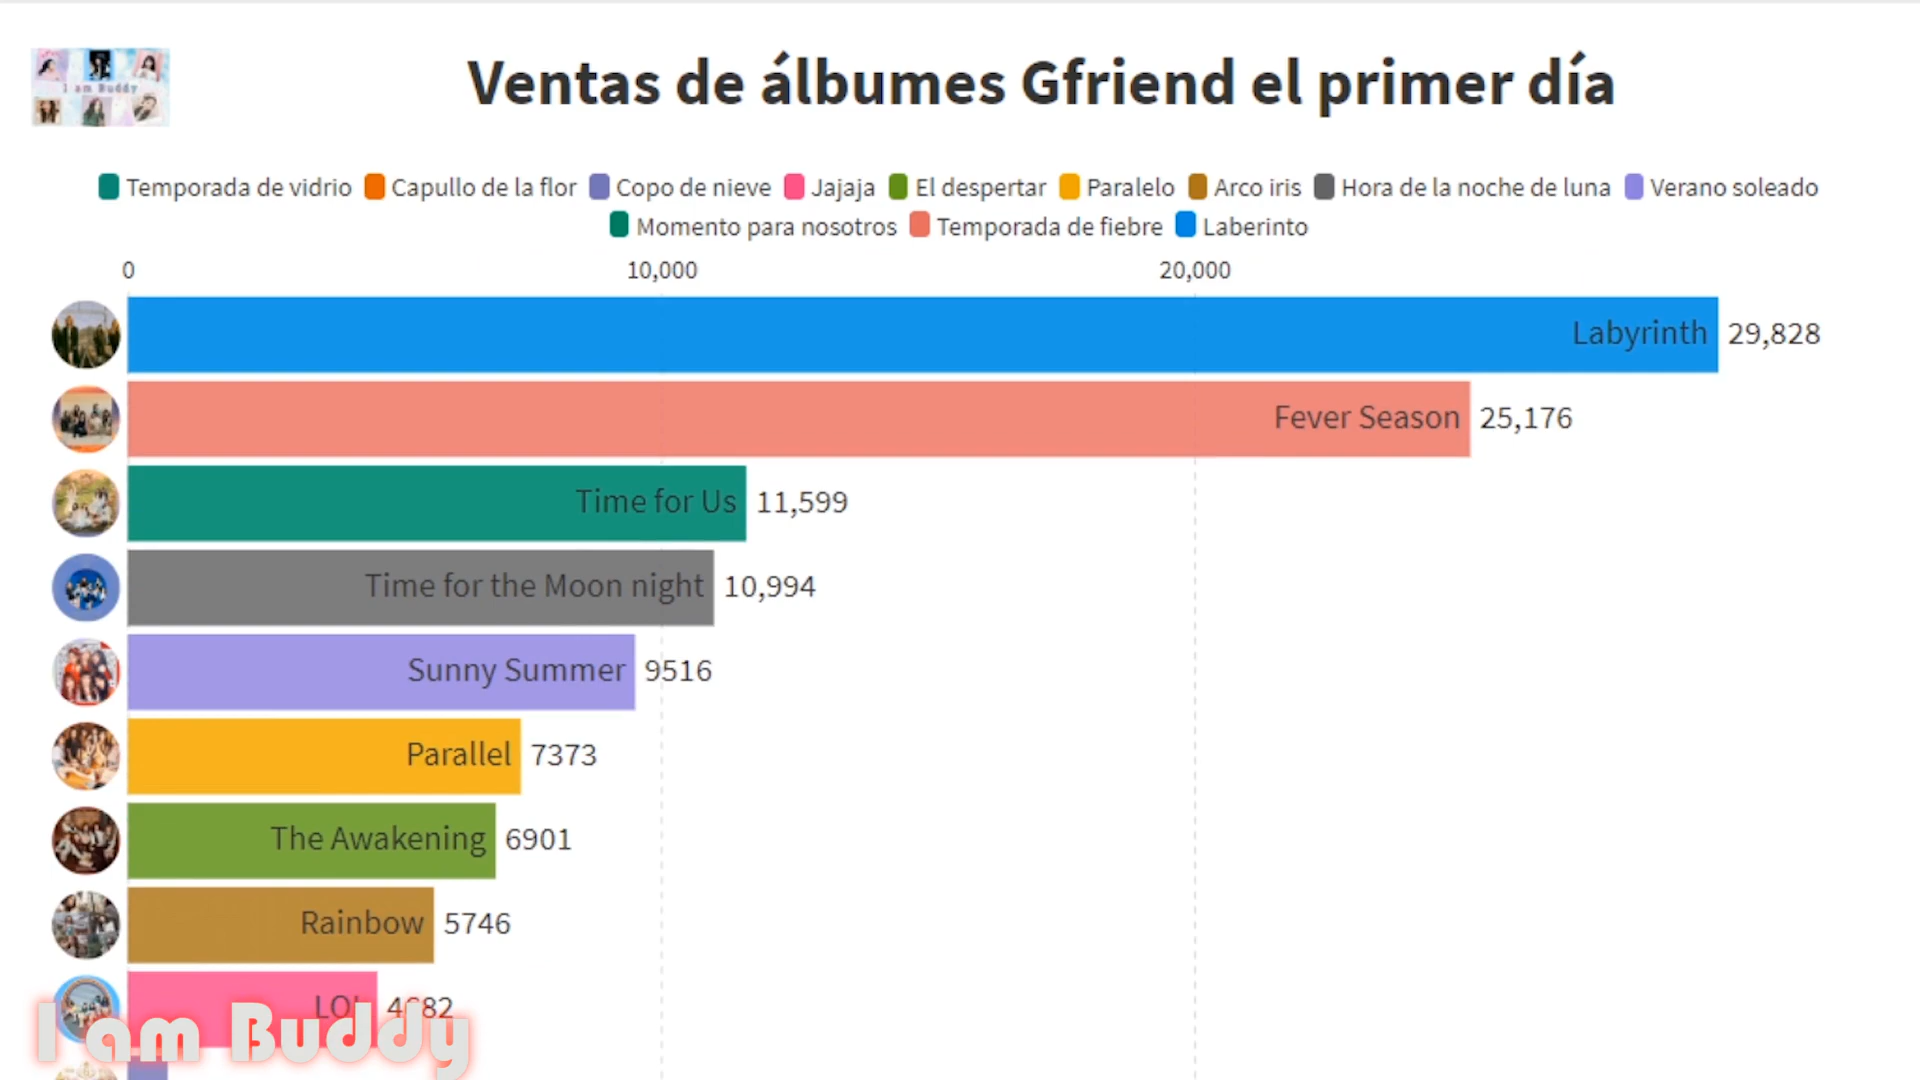 I am Buddy
Ventas de álbumes Gfriend el primer día
Temporada de vidrio Capullo de la flor Copo de nieve Jajaja El despertar Paralelo Arco iris Hora de la noche de luna Verano soleado
Momento para nosotros Temporada de fiebre Laberinto
0 10,000 20,000
Labyrinth 29,828
Fever Season 25,176
Time for Us 11,599
Time for the Moon night 10,994
Sunny Summer 9516
Parallel 7373
The Awakening 6901
Rainbow 5746
I am Buddy